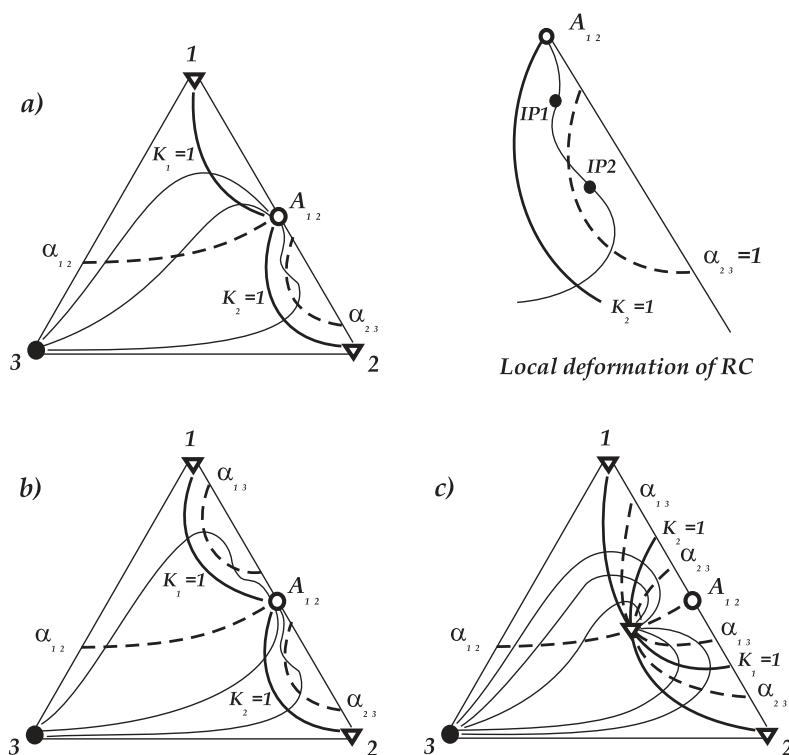 a)
1
K₁=1
A₁₂
α₁₂
K₂=1
α₂₃
3
2
A₁₂
IP1
IP2
α₂₃=1
K₂=1
Local deformation of RC
b)
1
α₁₃
K₁=1
A₁₂
α₁₂
K₂=1
α₂₃
3
2
c)
1
α₁₃
K₂=1
α₂₃
A₁₂
α₁₂
α₁₃
K₁=1
α₂₃
3
2